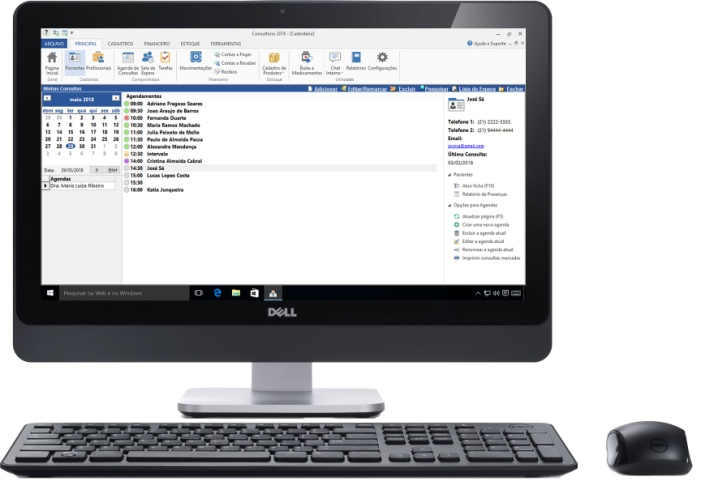 Consultório 2018 - [Calendário]
ARQUIVO PRINCIPAL CADASTROS FINANCEIRO ESTOQUE FERRAMENTAS Ajuda e Suporte
Página Inicial Pacientes Profissionais Agenda de Consultas Sala de Espera Tarefas Movimentações Contas a Pagar Contas a Receber Recibos Cadastro de Produtos Bulas e Medicamentos Chat Interno Relatórios Configurações
Geral Cadastros Compromissos Financeiro Estoque Utilitários
Minhas Consultas Adicionar Editar/Remarcar Excluir Pesquisar Lista de Espera Fechar
maio 2018
dom seg ter qua qui sex sáb
29 30 1 2 3 4 5
6 7 8 9 10 11 12
13 14 15 16 17 18 19
20 21 22 23 24 25 26
27 28 29 30 31 1 2
3 4 5 6 7 8 9
Data: 29/05/2018
Agendas
Dra. Maria Luiza Ribeiro
Agendamentos
09:00 Adriano Fragoso Soares
09:30 Joao Araújo de Barros
10:00 Fernanda Duarte
10:30 Maria Ramos Machado
11:00 Julia Peixoto de Mello
11:30 Paulo de Almeida Pacca
12:00 Alexandre Mendença
12:30 Intervalo
14:00 Cristina Almeida Cabral
14:30 José Sá
15:00 Lucas Lopes Costa
15:30
16:00 Katia Junqueira
José Sá
Telefone 1: (21) 2222-3333
Telefone 2: (21) 94444-4444
Email:
Última Consulta:
03/02/2018
Pacientes
Abrir ficha (F10)
Relatório de Presenças
Opções para Agendas
Atualizar página (F5)
Criar uma nova agenda
Excluir a agenda atual
Editar a agenda atual
Renomear a agenda atual
Imprimir consultas marcadas
Pesquisar na Web e no Windows
DELL